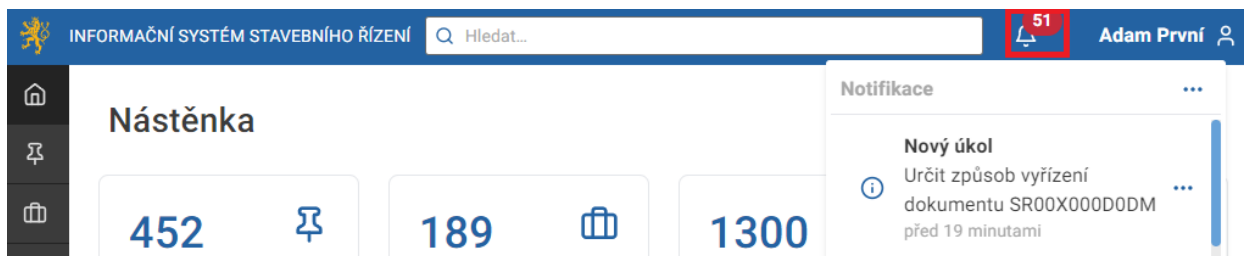 INFORMAČNÍ SYSTÉM STAVEBNÍHO ŘÍZENÍ
Hledat...
51
Adam První
Notifikace
Nástěnka
Nový úkol
Určit způsob vyřízení
dokumentu SR00X000D0DM
před 19 minutami
452
189
1300